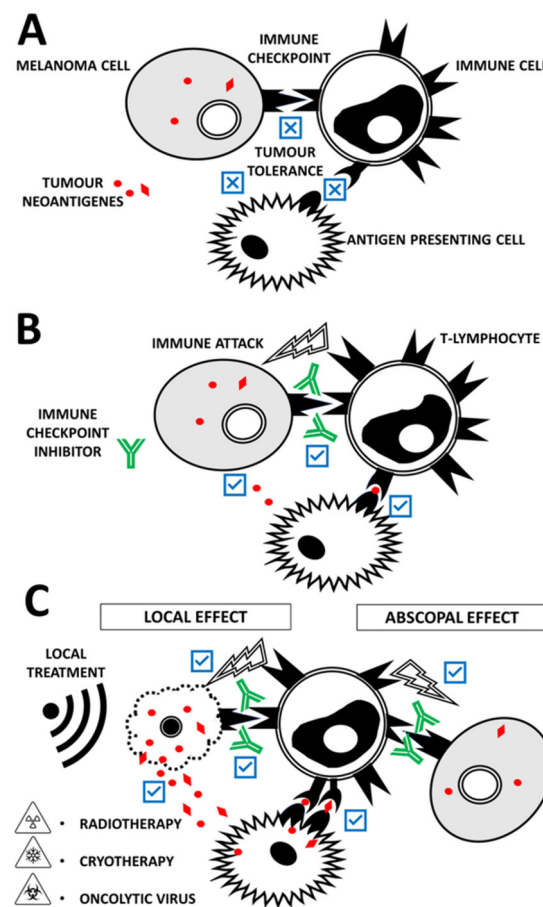 A
IMMUNE
CHECKPOINT
MELANOMA CELL
IMMUNE CELL
TUMOUR
TOLERANCE
TUMOUR
NEOANTIGENES
ANTIGEN PRESENTING CELL
B
IMMUNE ATTACK
T-LYMPHOCYTE
IMMUNE
CHECKPOINT
INHIBITOR
C
LOCAL EFFECT
ABSCOPAL EFFECT
LOCAL
TREATMENT
• RADIOTHERAPY
• CRYOTHERAPY
• ONCOLYTIC VIRUS